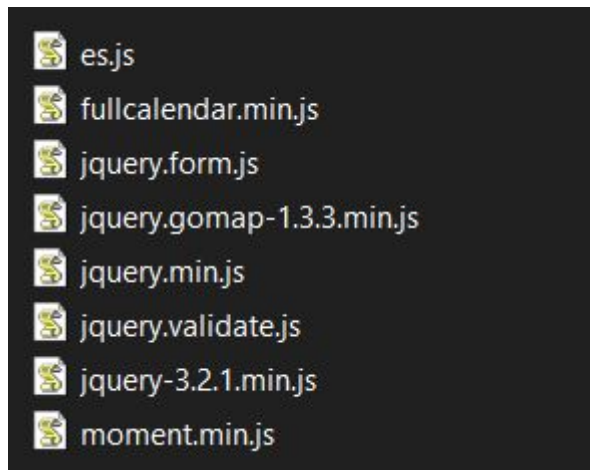 es.js
fullcalendar.min.js
jquery.form.js
jquery.gomap-1.3.3.min.js
jquery.min.js
jquery.validate.js
jquery-3.2.1.min.js
moment.min.js